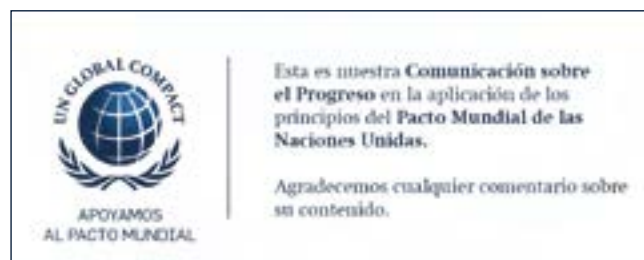 UN GLOBAL COMPACT
APOYAMOS
AL PACTO MUNDIAL
Esta es nuestra Comunicación sobre
el Progreso en la aplicación de los
principios del Pacto Mundial de las
Naciones Unidas.
Agradecemos cualquier comentario sobre
su contenido.